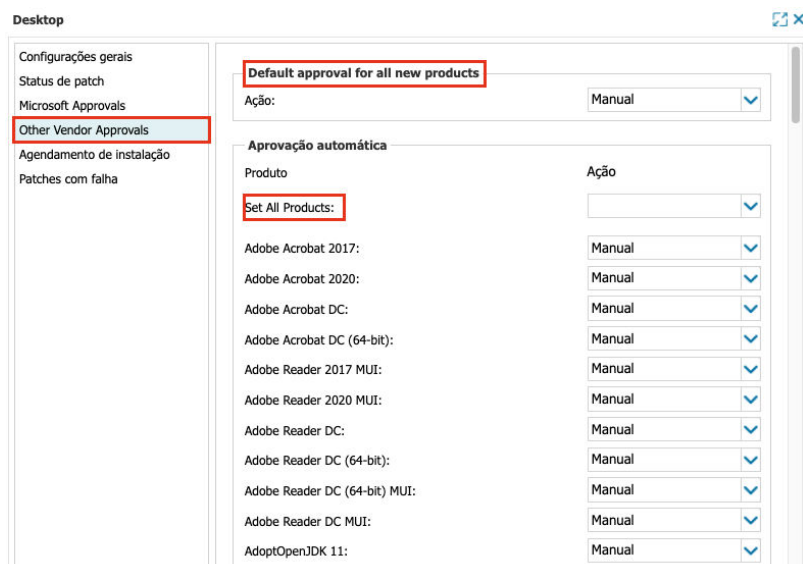 Desktop
Configurações gerais
Status de patch
Microsoft Approvals
Other Vendor Approvals
Agendamento de instalação
Patches com falha
Default approval for all new products
Ação: Manual
Aprovação automática
Produto Ação
Set All Products:
Adobe Acrobat 2017: Manual
Adobe Acrobat 2020: Manual
Adobe Acrobat DC: Manual
Adobe Acrobat DC (64-bit): Manual
Adobe Reader 2017 MUI: Manual
Adobe Reader 2020 MUI: Manual
Adobe Reader DC: Manual
Adobe Reader DC (64-bit): Manual
Adobe Reader DC (64-bit) MUI: Manual
Adobe Reader DC MUI: Manual
AdoptOpenJDK 11: Manual